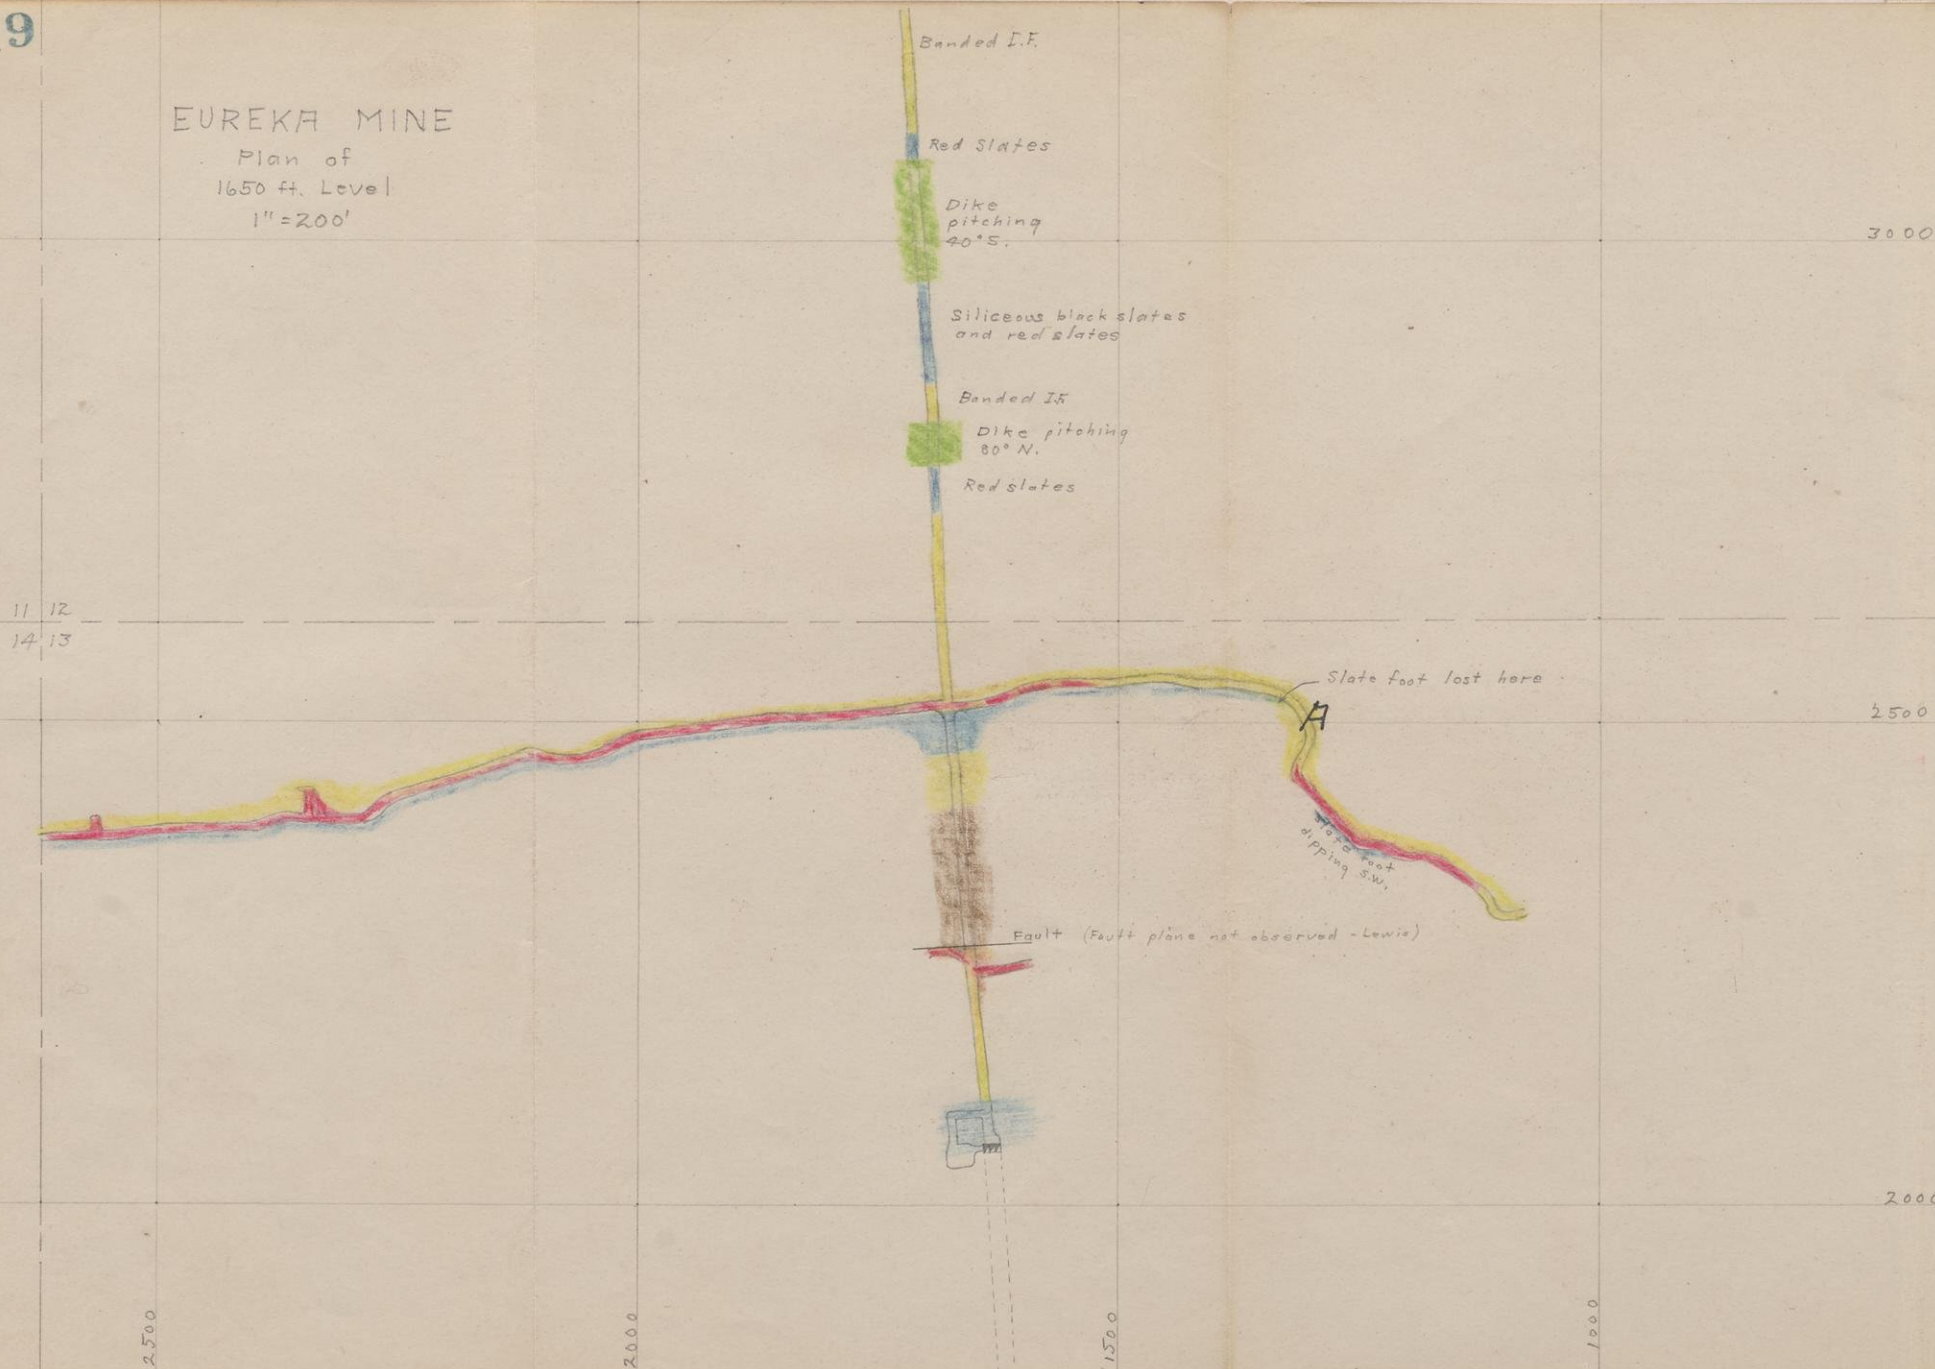 9
EUREKA MINE
Plan of
1650 ft. Level
1" = 200'
Banded I.F.
Red Slates
Dike
pitching
40° S.
3000
Siliceous black slates
and red slates
Banded I.F.
Dike pitching
80° N.
Red slates
11 12
14 13
Slate foot lost here
A
2500
Slate foot
dipping S.W.
Fault (Fault plane not observed - Lewis)
2000
2500
2000
1500
1000